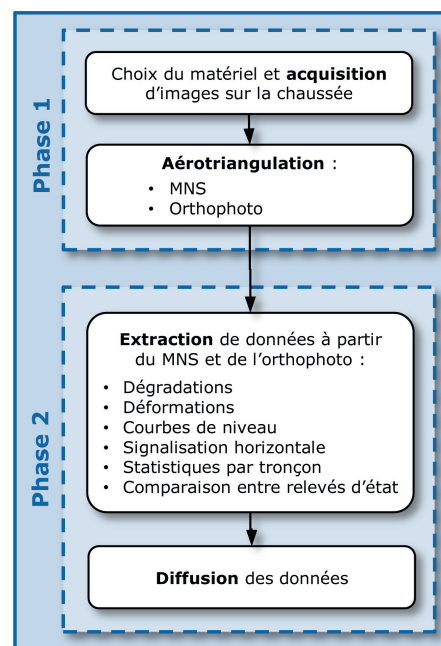 Phase 1
Choix du matériel et acquisition
d'images sur la chaussée
Aérotriangulation :
• MNS
• Orthophoto
Phase 2
Extraction de données à partir
du MNS et de l'orthophoto :
• Dégradations
• Déformations
• Courbes de niveau
• Signalisation horizontale
• Statistiques par tronçon
• Comparaison entre relevés d'état
Diffusion des données